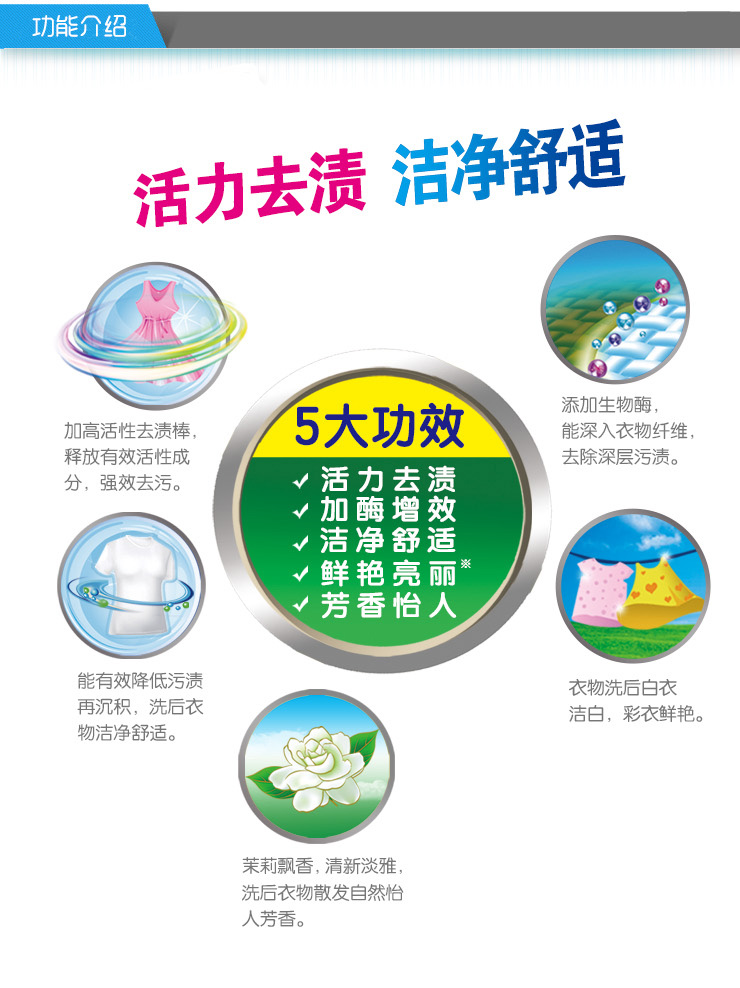 功能介绍
活力去渍 洁净舒适
加高活性去渍棒，
释放有效活性成
分，强效去污。
添加生物酶，
能深入衣物纤维，
去除深层污渍。
5大功效
✓ 活力去渍
✓ 加酶增效
✓ 洁净舒适
✓ 鲜艳亮丽※
✓ 芳香怡人
能有效降低污渍
再沉积，洗后衣
物洁净舒适。
衣物洗后白衣
洁白，彩衣鲜艳。
茉莉飘香，清新淡雅，
洗后衣物散发自然怡
人芳香。